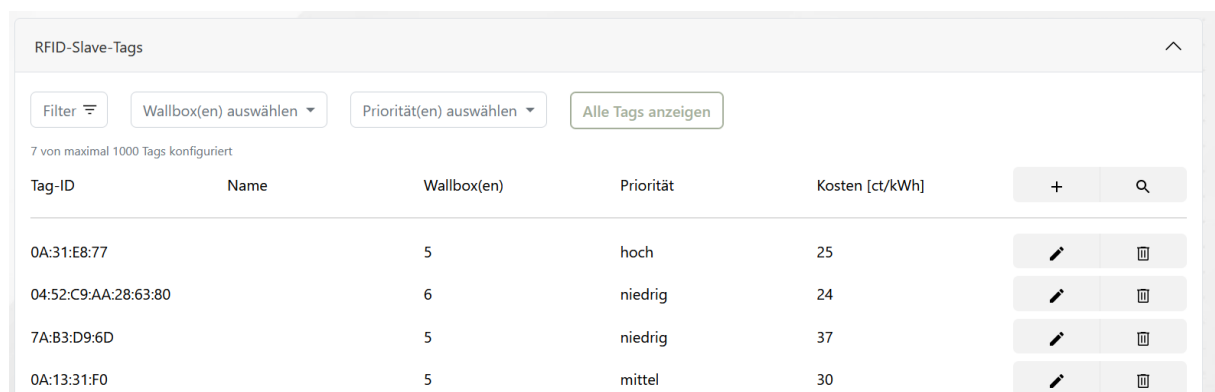 RFID-Slave-Tags
Filter Wallbox(en) auswählen Priorität(en) auswählen Alle Tags anzeigen
7 von maximal 1000 Tags konfiguriert
Tag-ID Name Wallbox(en) Priorität Kosten [ct/kWh] +
0A:31:E8:77 5 hoch 25
04:52:C9:AA:28:63:80 6 niedrig 24
7A:B3:D9:6D 5 niedrig 37
0A:13:31:F0 5 mittel 30